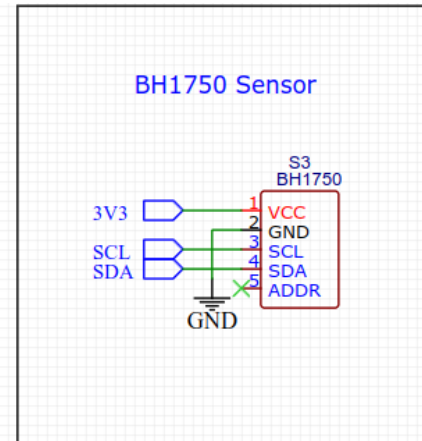 BH1750 Sensor
S3
BH1750
3V3
1
VCC
2
GND
SCL
3
SCL
SDA
4
SDA
5
ADDR
GND